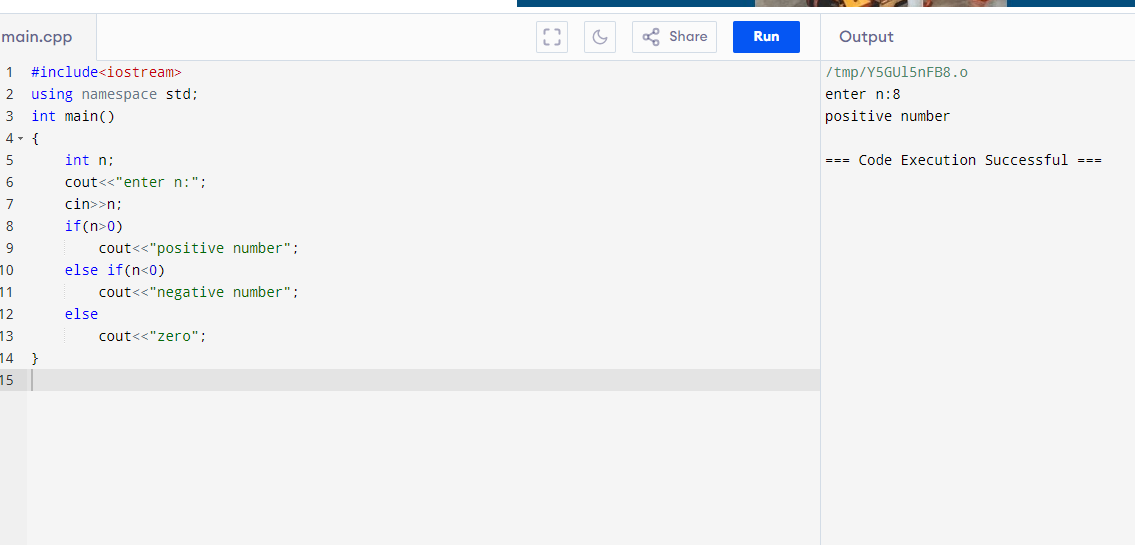 main.cpp
Share
Run
Output
1 #include<iostream>
2 using namespace std;
3 int main()
4 {
5     int n;
6     cout<<"enter n:";
7     cin>>n;
8     if(n>0)
9         cout<<"positive number";
10     else if(n<0)
11         cout<<"negative number";
12     else
13         cout<<"zero";
14 }
15
/tmp/Y5GUl5nFB8.o
enter n:8
positive number
=== Code Execution Successful ===